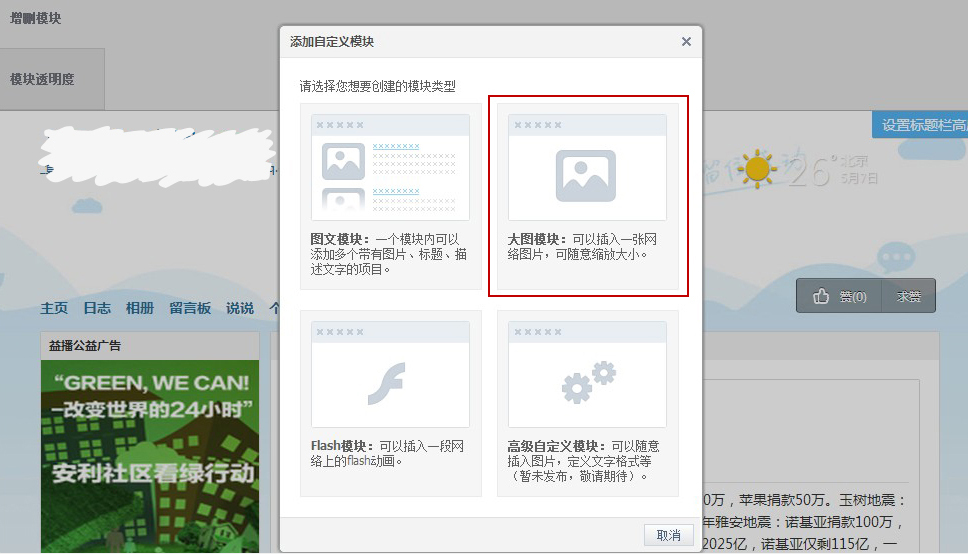 增删模块
模块透明度
添加自定义模块
请选择您想要创建的模块类型
图文模块：一个模块内可以
添加多个带有图片、标题、描
述文字的项目。
大图模块：可以插入一张网
络图片，可随意缩放大小。
Flash模块：可以插入一段网
络上的flash动画。
高级自定义模块：可以随意
插入图片，定义文字格式等
（暂未发布，敬请期待）。
取消
设置标题栏高
26°
北京
5月7日
主页 日志 相册 留言板 说说 个
赞(0) 求赞
益播公益广告
“GREEN, WE CAN!
-改变世界的24小时”
安利社区看绿行动
0万，苹果捐款50万。玉树地震：
年雅安地震：诺基亚捐款100万，
2025亿，诺基亚仅剩115亿，一